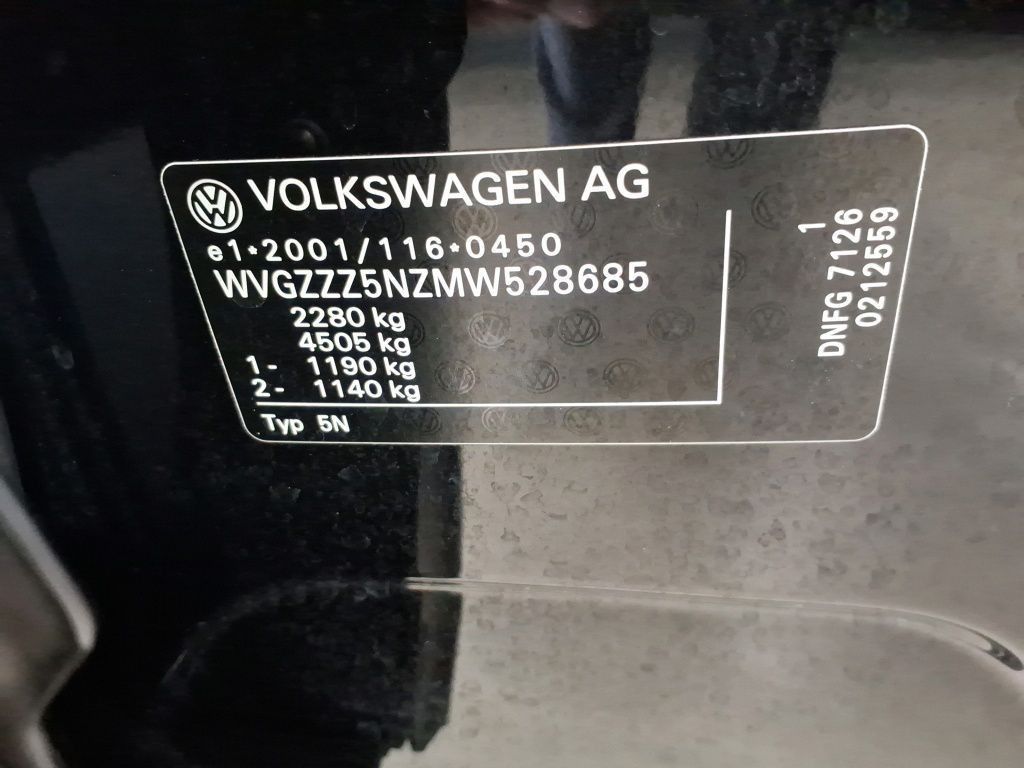 VOLKSWAGEN AG
e1*2001/116*0450
WVGZZZ5NZMW528685
2280 kg
4505 kg
1- 1190 kg
2- 1140 kg
Typ 5N
1
DNFG 7126
0212559